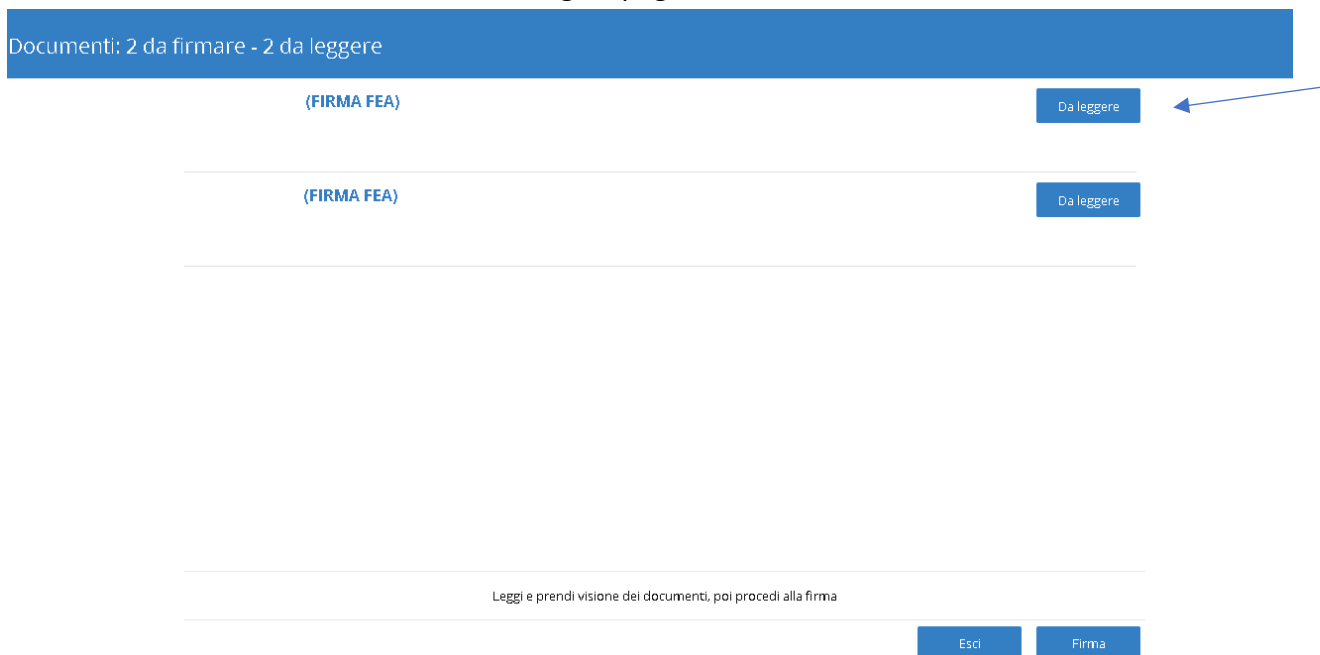 Documenti: 2 da firmare - 2 da leggere
(FIRMA FEA)
Da leggere
(FIRMA FEA)
Da leggere
Leggi e prendi visione dei documenti, poi procedi alla firma
Esci
Firma